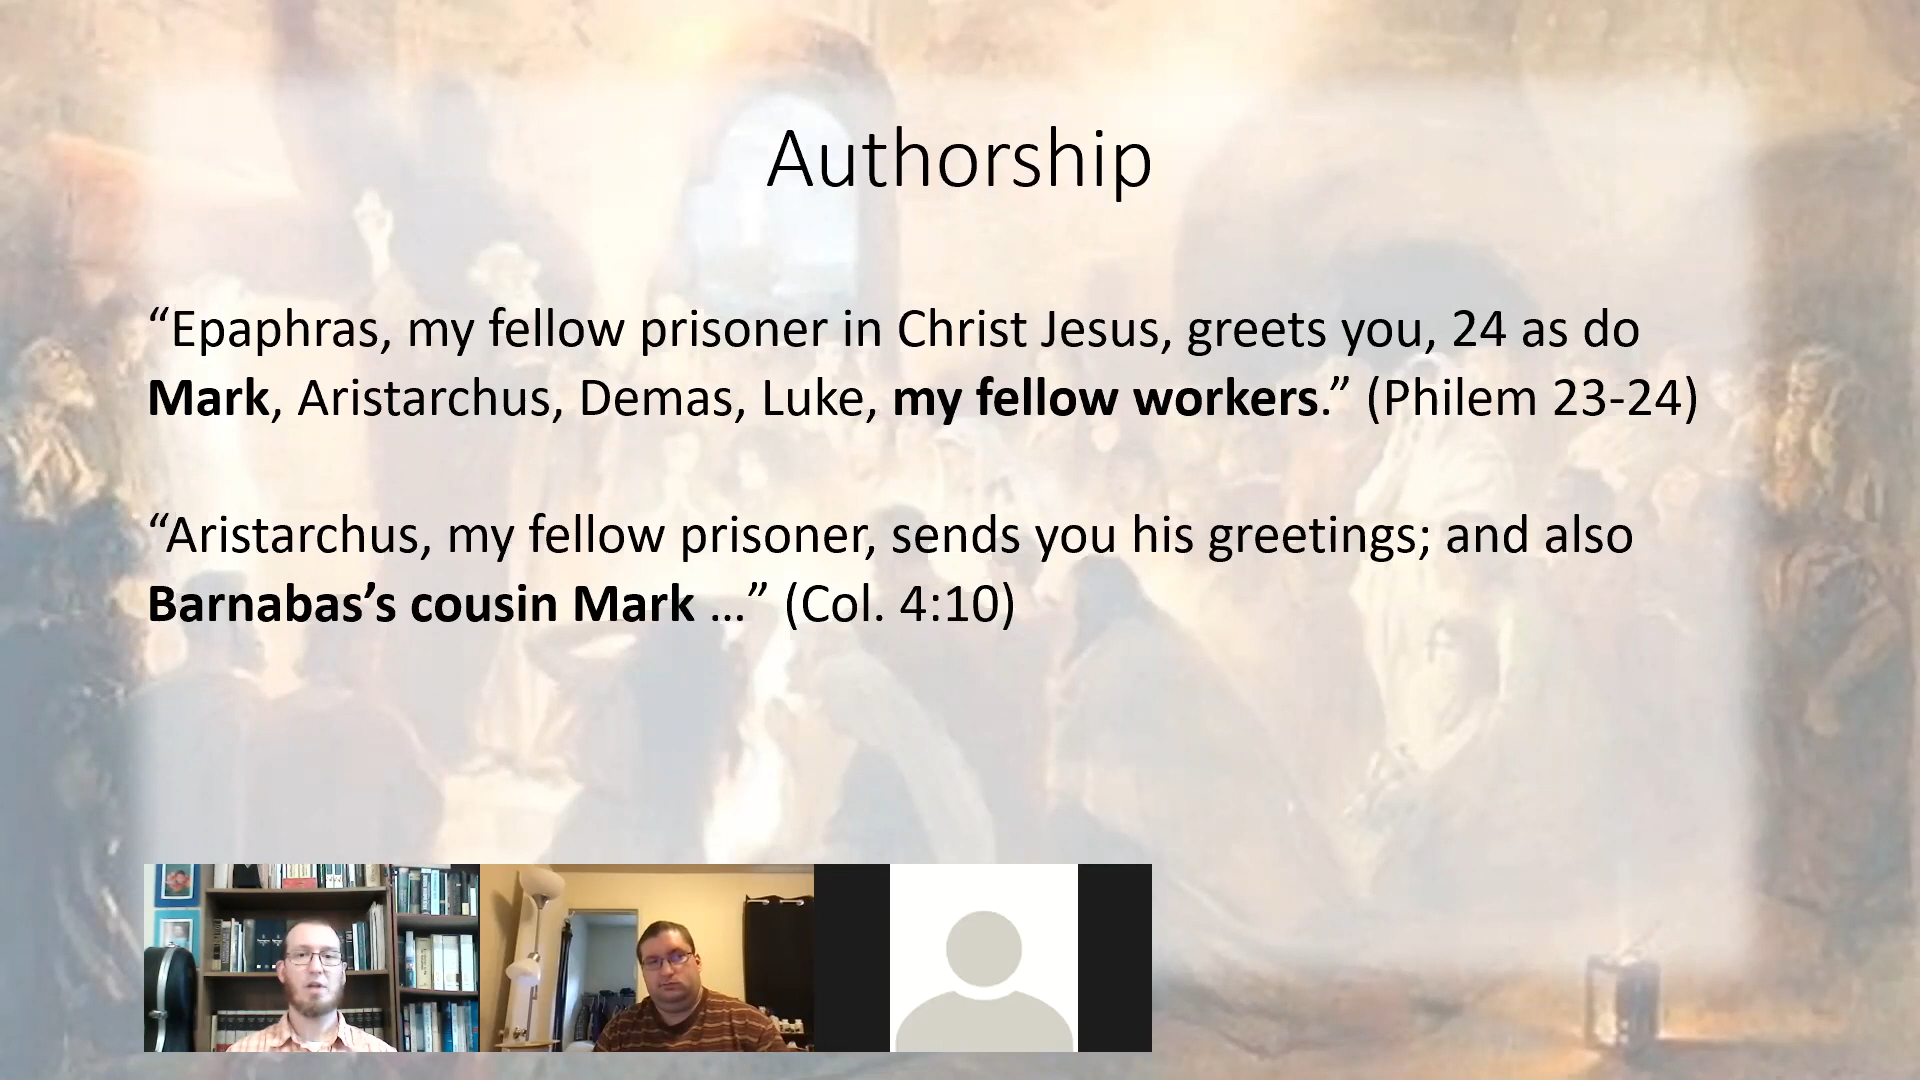 Authorship
“Epaphras, my fellow prisoner in Christ Jesus, greets you, 24 as do
Mark, Aristarchus, Demas, Luke, my fellow workers.” (Philem 23-24)
“Aristarchus, my fellow prisoner, sends you his greetings; and also
Barnabas’s cousin Mark …” (Col. 4:10)